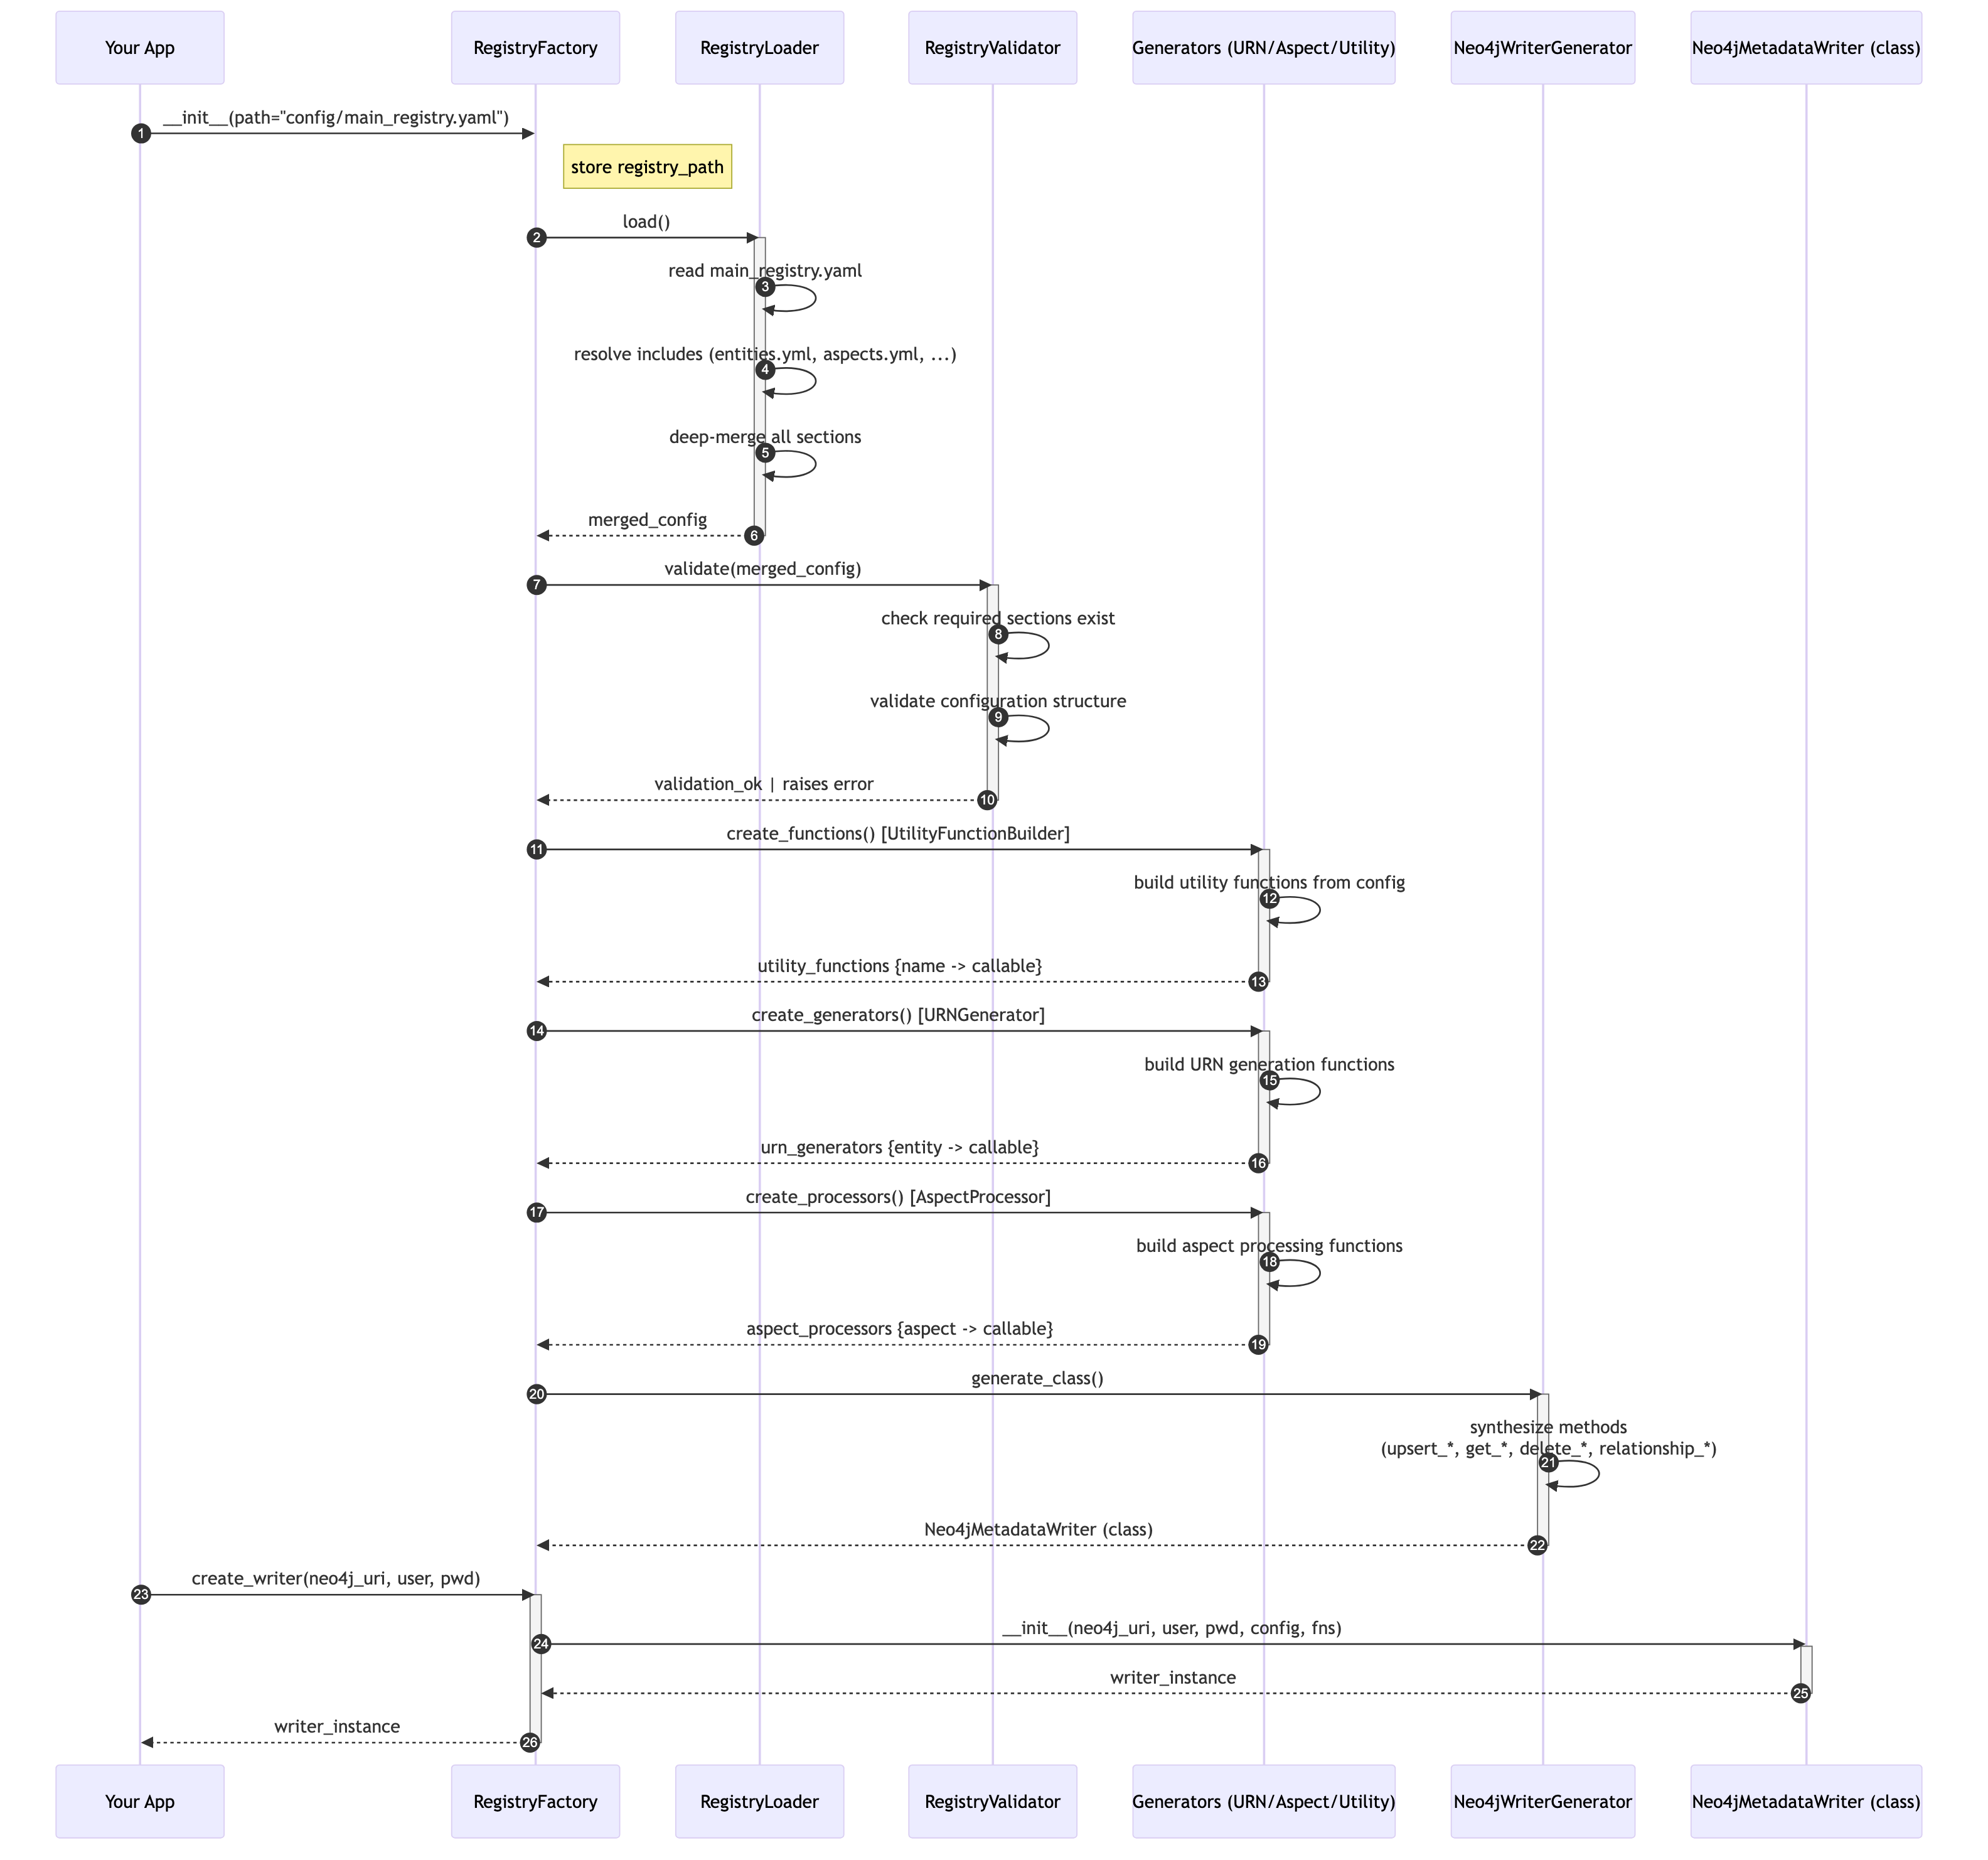 Your App
RegistryFactory
RegistryLoader
RegistryValidator
Generators (URN/Aspect/Utility)
Neo4jWriterGenerator
Neo4jMetadataWriter (class)
1
__init__(path="config/main_registry.yaml")
store registry_path
2
load()
read main_registry.yaml
3
resolve includes (entities.yml, aspects.yml, ...)
4
deep-merge all sections
5
merged_config
6
7
validate(merged_config)
check required sections exist
8
validate configuration structure
9
validation_ok | raises error
10
11
create_functions() [UtilityFunctionBuilder]
build utility functions from config
12
utility_functions {name -> callable}
13
14
create_generators() [URNGenerator]
build URN generation functions
15
urn_generators {entity -> callable}
16
17
create_processors() [AspectProcessor]
build aspect processing functions
18
aspect_processors {aspect -> callable}
19
20
generate_class()
synthesize methods
(upsert_*, get_*, delete_*, relationship_*)
21
Neo4jMetadataWriter (class)
22
23
create_writer(neo4j_uri, user, pwd)
24
__init__(neo4j_uri, user, pwd, config, fns)
writer_instance
25
writer_instance
26
Your App
RegistryFactory
RegistryLoader
RegistryValidator
Generators (URN/Aspect/Utility)
Neo4jWriterGenerator
Neo4jMetadataWriter (class)